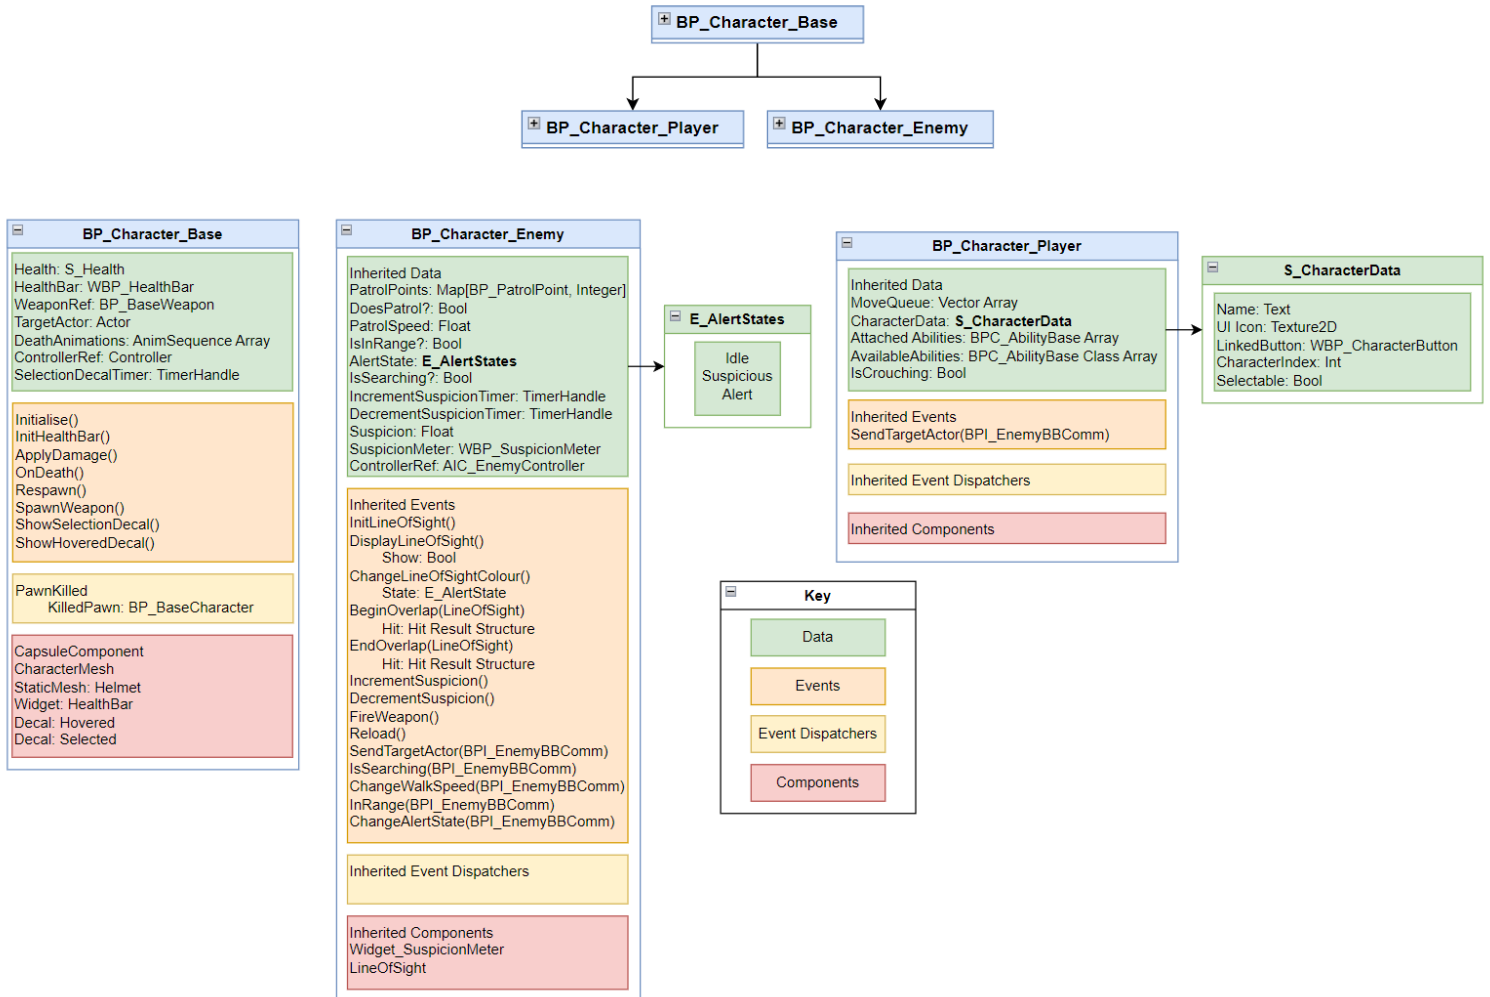 BP_Character_Base
BP_Character_Player
BP_Character_Enemy
BP_Character_Base
Health: S_Health
HealthBar: WBP_HealthBar
WeaponRef: BP_BaseWeapon
TargetActor: Actor
DeathAnimations: AnimSequence Array
ControllerRef: Controller
SelectionDecalTimer: TimerHandle
Initialise()
InitHealthBar()
ApplyDamage()
OnDeath()
Respawn()
SpawnWeapon()
ShowSelectionDecal()
ShowHoveredDecal()
PawnKilled
KilledPawn: BP_BaseCharacter
CapsuleComponent
CharacterMesh
StaticMesh: Helmet
Widget: HealthBar
Decal: Hovered
Decal: Selected
BP_Character_Enemy
Inherited Data
PatrolPoints: Map[BP_PatrolPoint, Integer]
DoesPatrol?: Bool
PatrolSpeed: Float
IsInRange?: Bool
AlertState: E_AlertStates
IsSearching?: Bool
IncrementSuspicionTimer: TimerHandle
DecrementSuspicionTimer: TimerHandle
Suspicion: Float
SuspicionMeter: WBP_SuspicionMeter
ControllerRef: AIC_EnemyController
Inherited Events
InitLineOfSight()
DisplayLineOfSight()
Show: Bool
ChangeLineOfSightColour()
State: E_AlertState
BeginOverlap(LineOfSight)
Hit: Hit Result Structure
EndOverlap(LineOfSight)
Hit: Hit Result Structure
IncrementSuspicion()
DecrementSuspicion()
FireWeapon()
Reload()
SendTargetActor(BPI_EnemyBBComm)
IsSearching(BPI_EnemyBBComm)
ChangeWalkSpeed(BPI_EnemyBBComm)
InRange(BPI_EnemyBBComm)
ChangeAlertState(BPI_EnemyBBComm)
Inherited Event Dispatchers
Inherited Components
Widget_SuspicionMeter
LineOfSight
E_AlertStates
Idle
Suspicious
Alert
BP_Character_Player
Inherited Data
MoveQueue: Vector Array
CharacterData: S_CharacterData
Attached Abilities: BPC_AbilityBase Array
AvailableAbilities: BPC_AbilityBase Class Array
IsCrouching: Bool
Inherited Events
SendTargetActor(BPI_EnemyBBComm)
Inherited Event Dispatchers
Inherited Components
S_CharacterData
Name: Text
UI Icon: Texture2D
LinkedButton: WBP_CharacterButton
CharacterIndex: Int
Selectable: Bool
Key
Data
Events
Event Dispatchers
Components